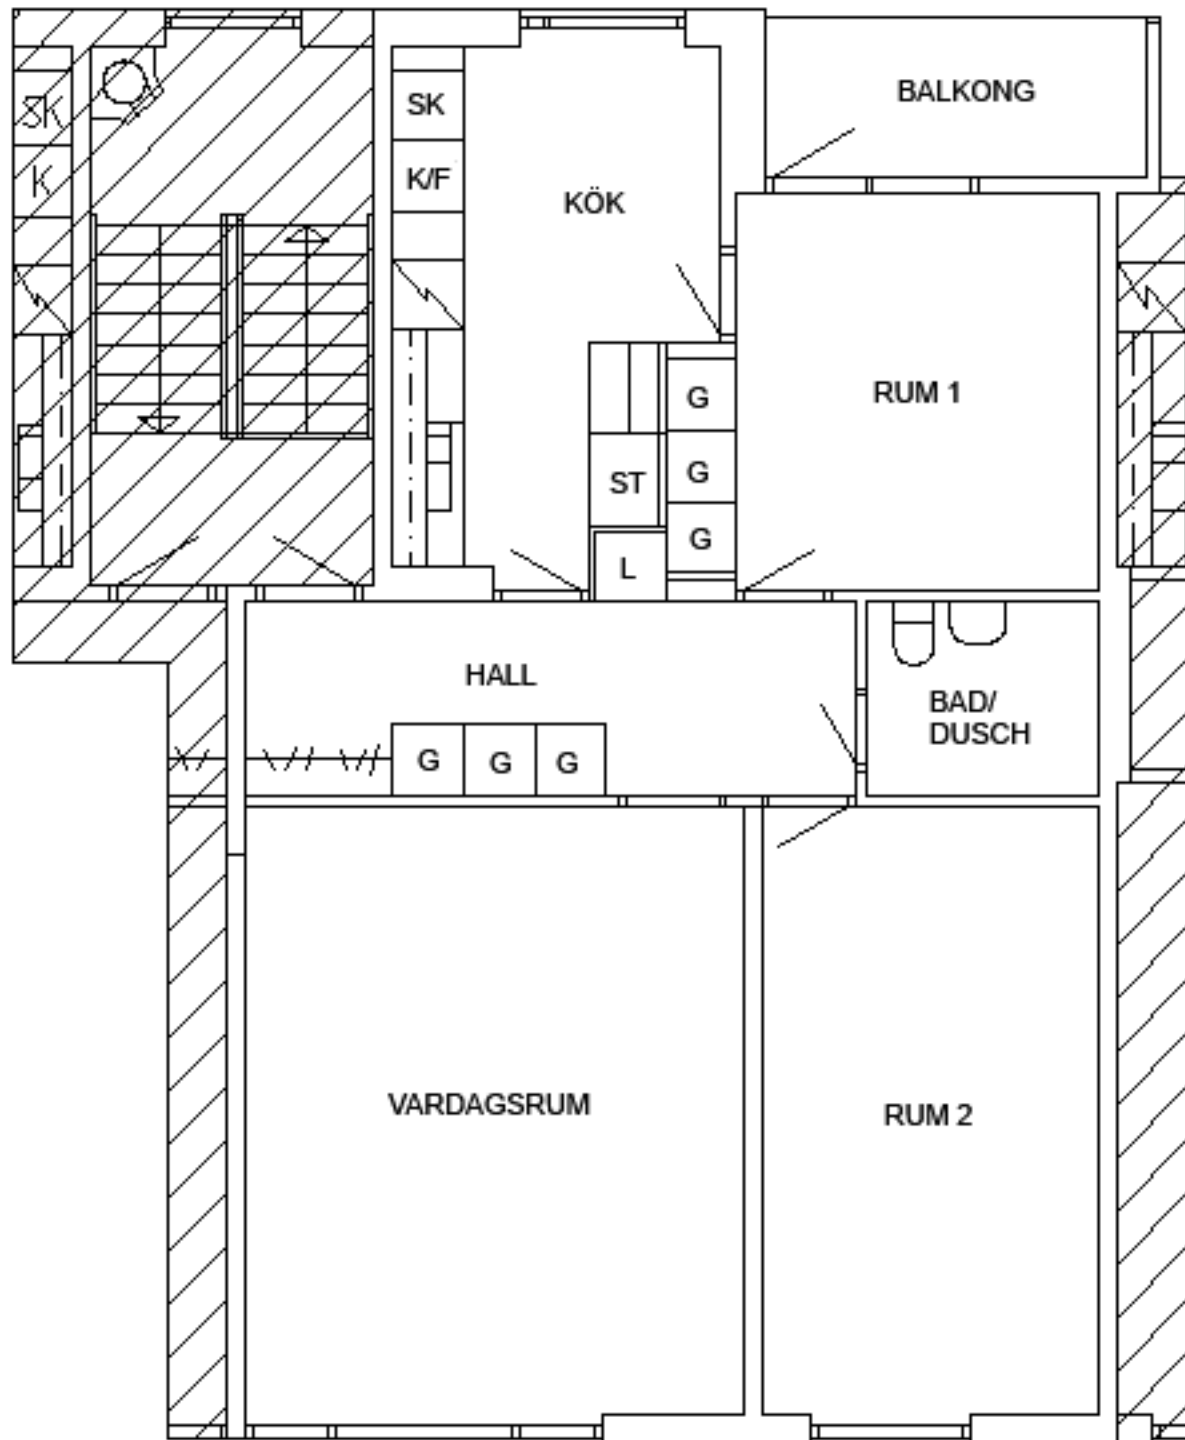 BALKONG
SK
SK
K/F
K
KÖK
RUM 1
G
G
ST
G
L
HALL
BAD/
DUSCH
G
G
G
VARDAGSRUM
RUM 2